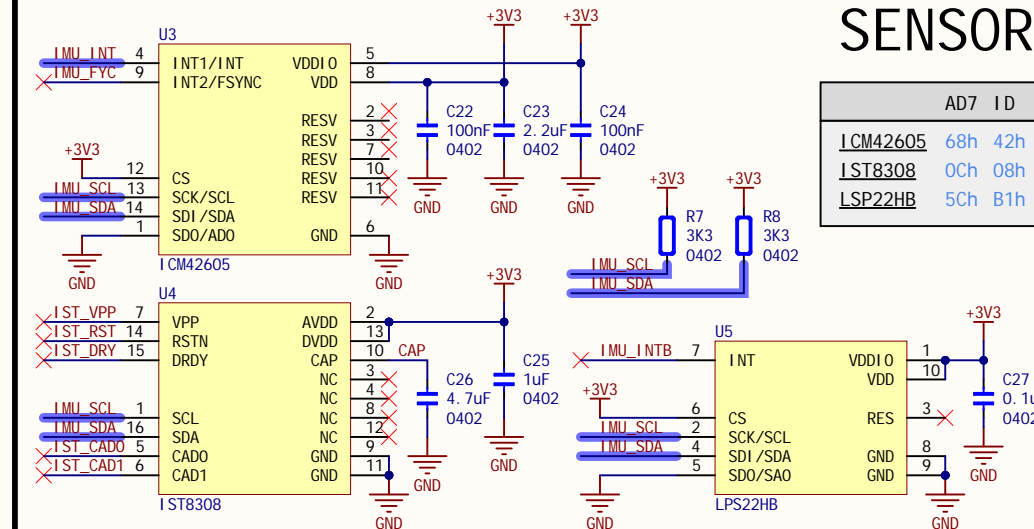 SENSOR
AD7 ID
ICM42605 68h 42h
IST8308 0Ch 08h
LSP22HB 5Ch B1h
U3
IMU_INT 4 INT1/INT
IMU_FYC 9 INT2/FSYNC
+3V3
12 CS
IMU_SCL 13 SCK/SCL
IMU_SDA 14 SDI/SDA
1 SDO/AD0
GND
VDDIO 5
VDD 8
RESV 2
RESV 3
RESV 7
RESV 10
RESV 11
GND 6
GND
ICM42605
+3V3
+3V3
C22
100nF
0402
GND
C23
2.2uF
0402
GND
C24
100nF
0402
GND
+3V3
+3V3
R7
3K3
0402
R8
3K3
0402
IMU_SCL
IMU_SDA
U4
IST_VPP 7 VPP
IST_RST 14 RSTN
IST_DRY 15 DRDY
IMU_SCL 1 SCL
IMU_SDA 16 SDA
IST_CAD0 5 CAD0
IST_CAD1 6 CAD1
AVDD 2
DVDD 13
CAP 10 CAP
NC 3
NC 4
NC 8
NC 12
GND 9
GND 11
GND
IST8308
+3V3
C26
4.7uF
0402
GND
C25
1uF
0402
GND
U5
IMU_INTB 7 INT
+3V3
6 CS
IMU_SCL 2 SCK/SCL
IMU_SDA 4 SDI/SDA
5 SDO/SAO
GND
VDDIO 1
VDD 10
RES 3
GND 8
GND 9
GND
LPS22HB
+3V3
C27
0.1u
0402
GND